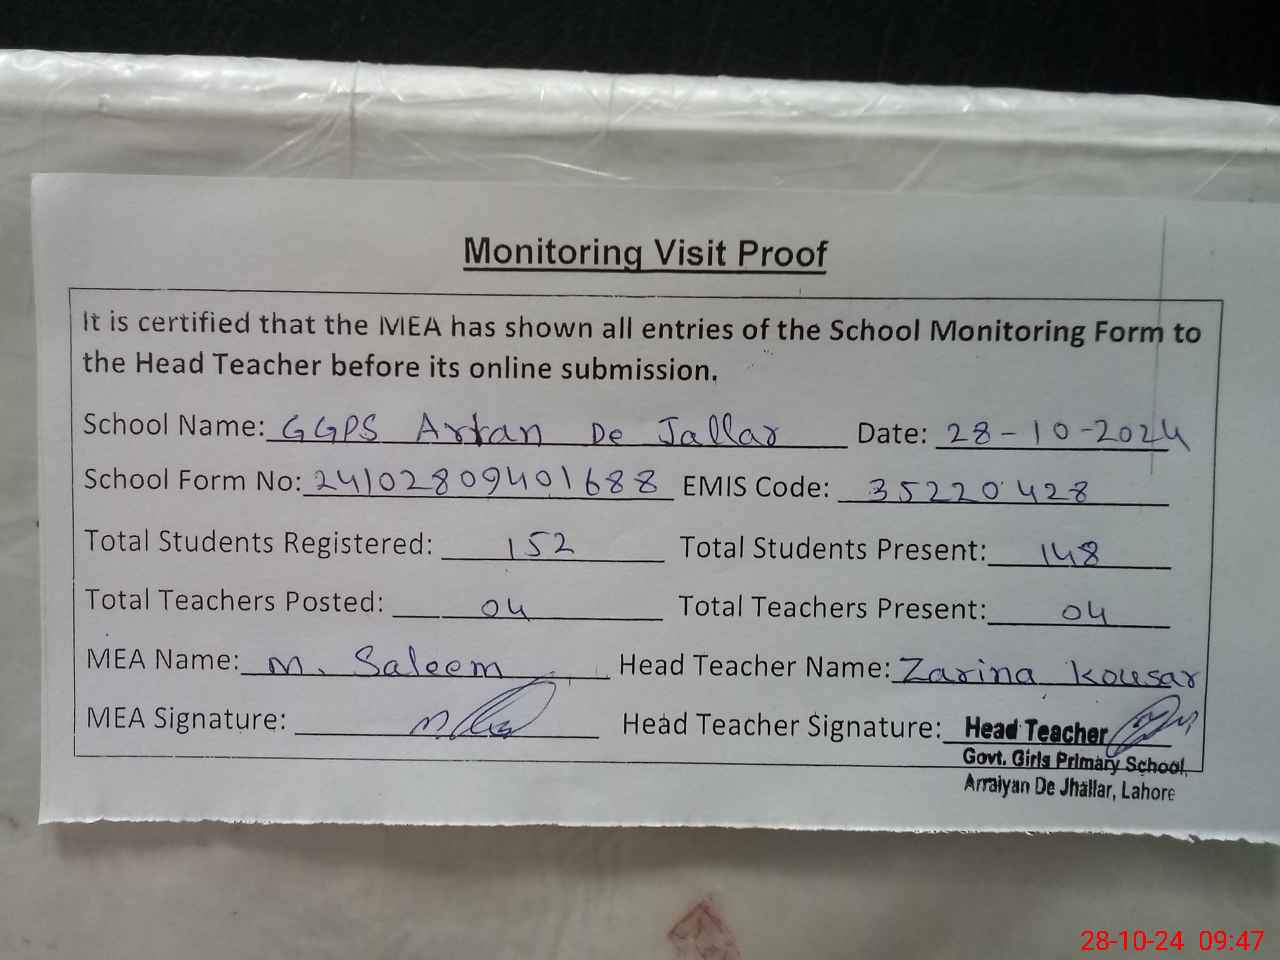 Monitoring Visit Proof
It is certified that the MEA has shown all entries of the School Monitoring Form to
the Head Teacher before its online submission.
School Name: GGPS Arian De Jallar Date: 28-10-2024
School Form No: 24102809401688 EMIS Code: 35220428
Total Students Registered: 152 Total Students Present: 148
Total Teachers Posted: 04 Total Teachers Present: 04
MEA Name: M. Saleem Head Teacher Name: Zarina Kousar
MEA Signature: Head Teacher Signature: Head Teacher
Govt. Girls Primary School,
Arraiyan De Jhallar, Lahore
28-10-24 09:47